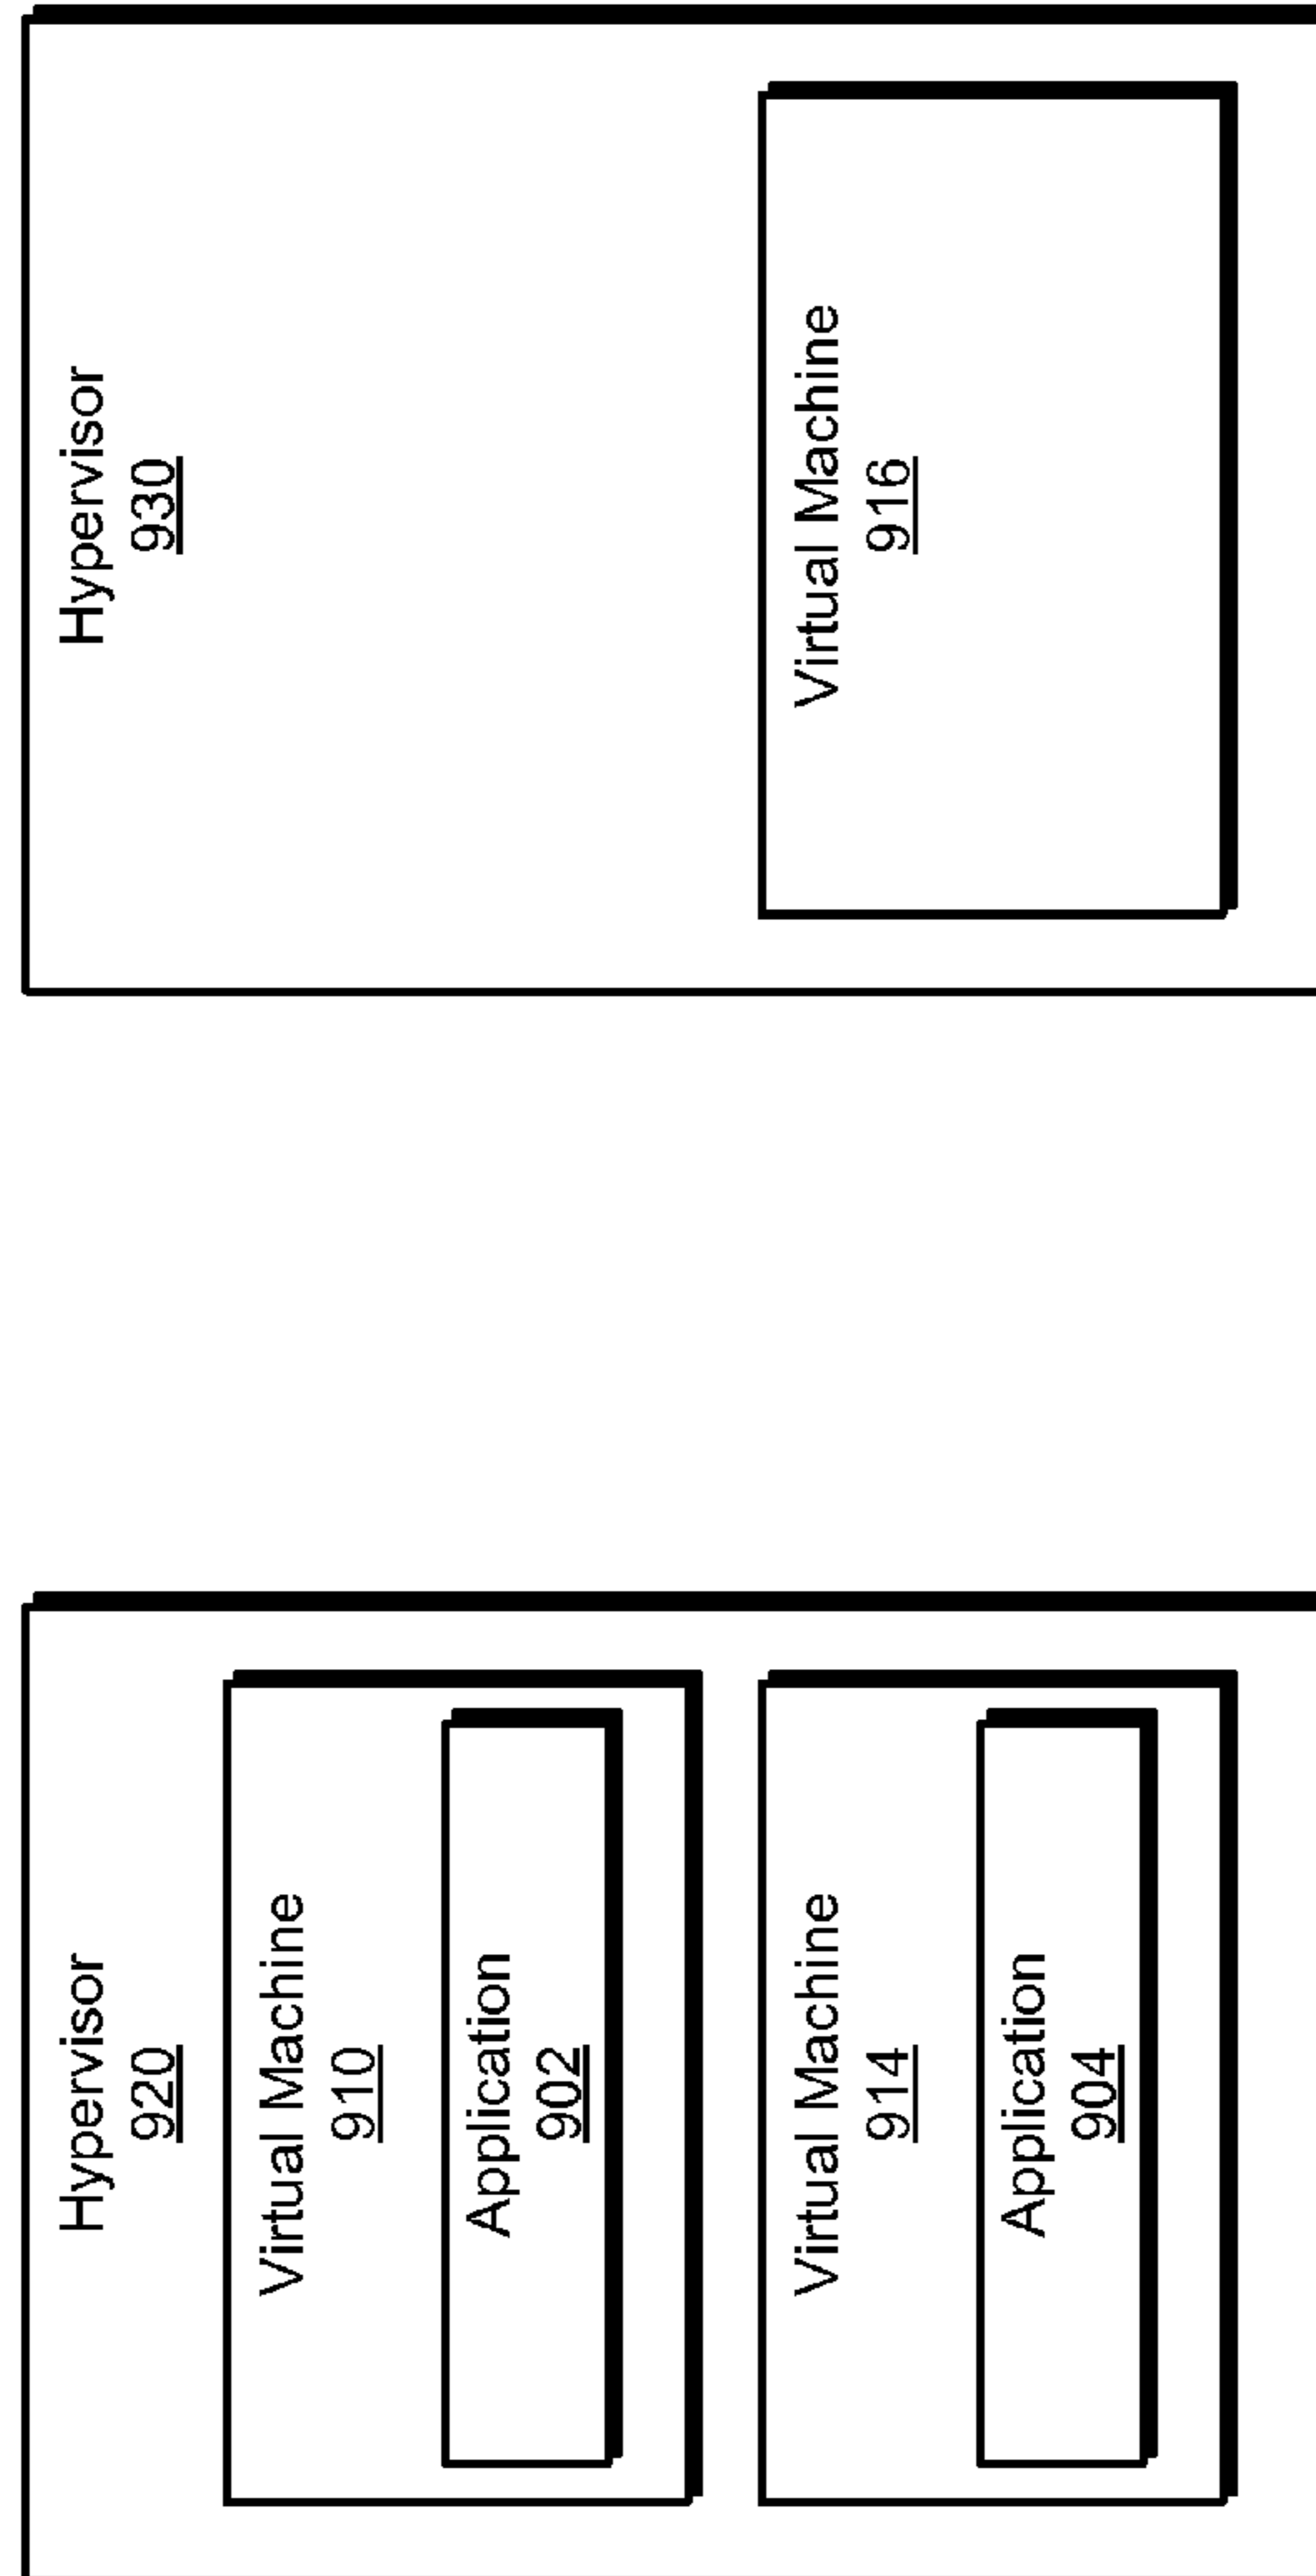 Hypervisor
920
Virtual Machine
910
Application
902
Virtual Machine
914
Application
904
Hypervisor
930
Virtual Machine
916